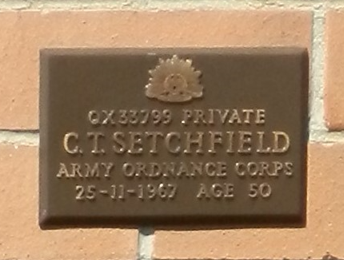 QX33799 PRIVATE
C.T. SETCHFIELD
ARMY ORDNANCE CORPS
25-11-1967 AGE 50